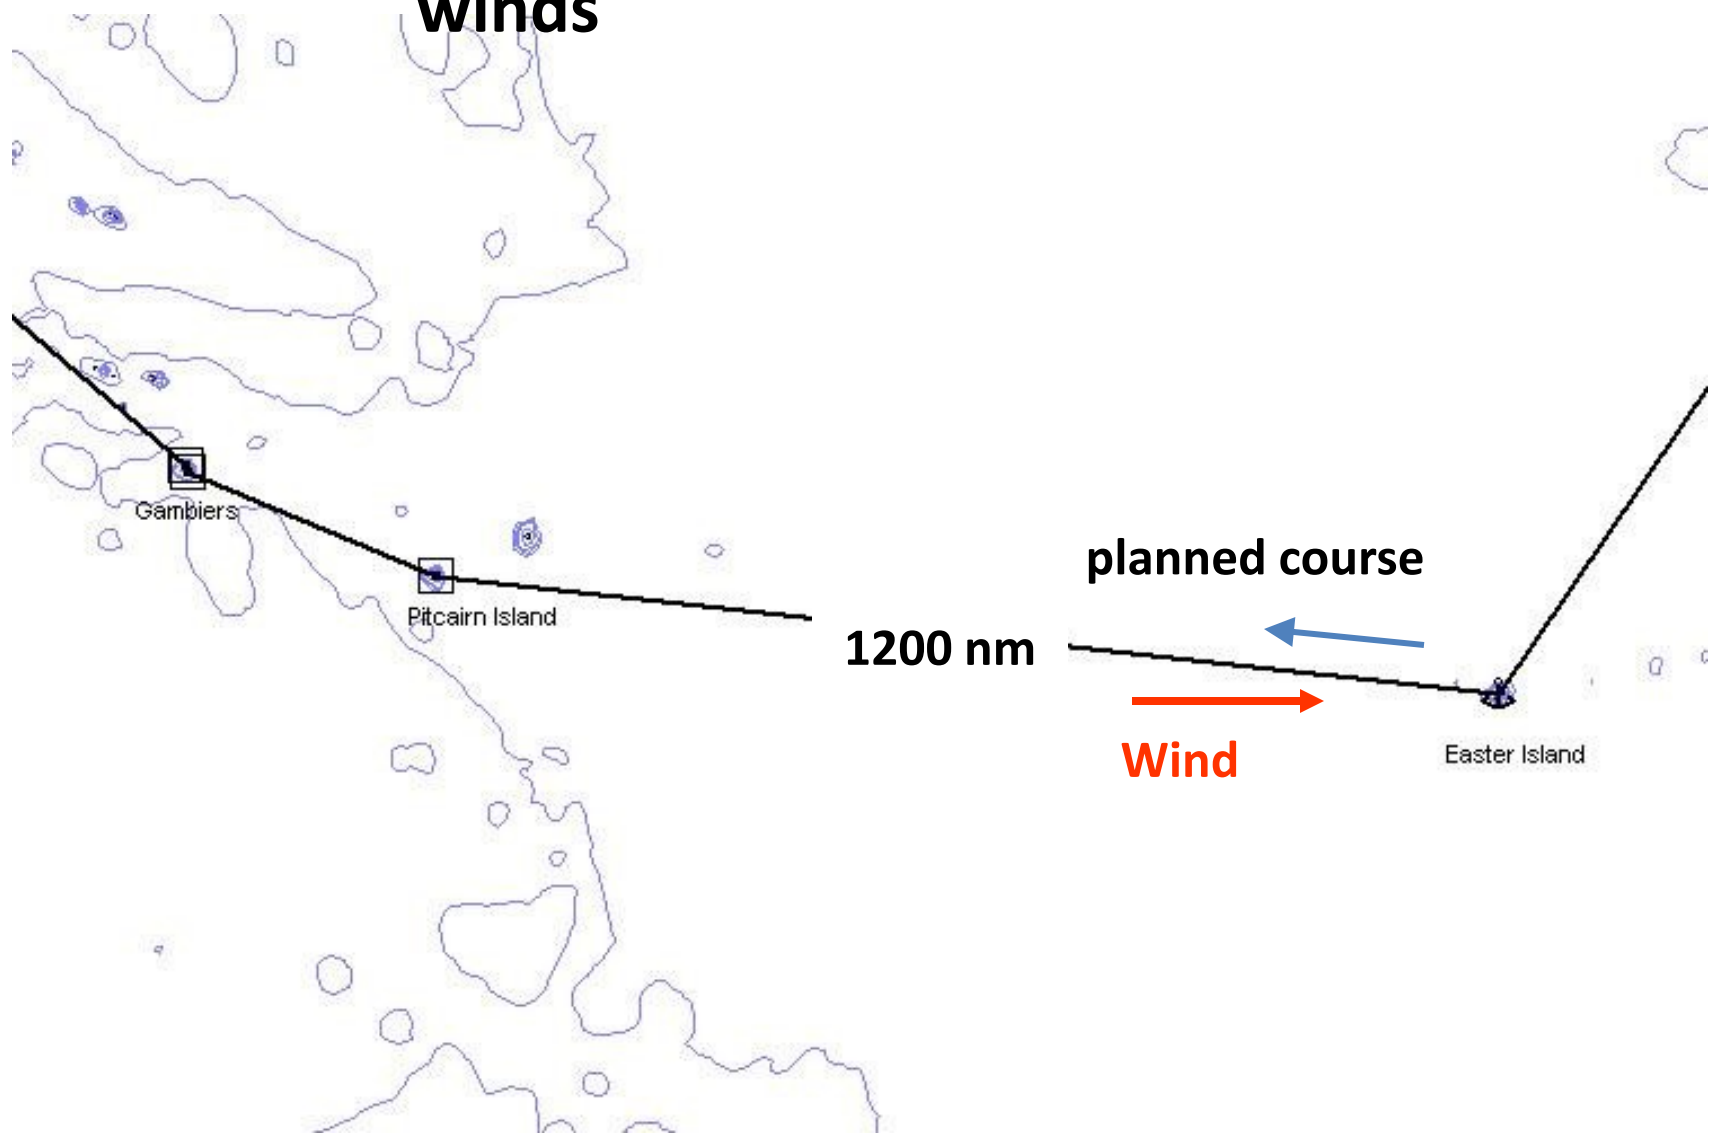 winds
Gambiers
planned course
Pitcairn Island
1200 nm
Wind
Easter Island